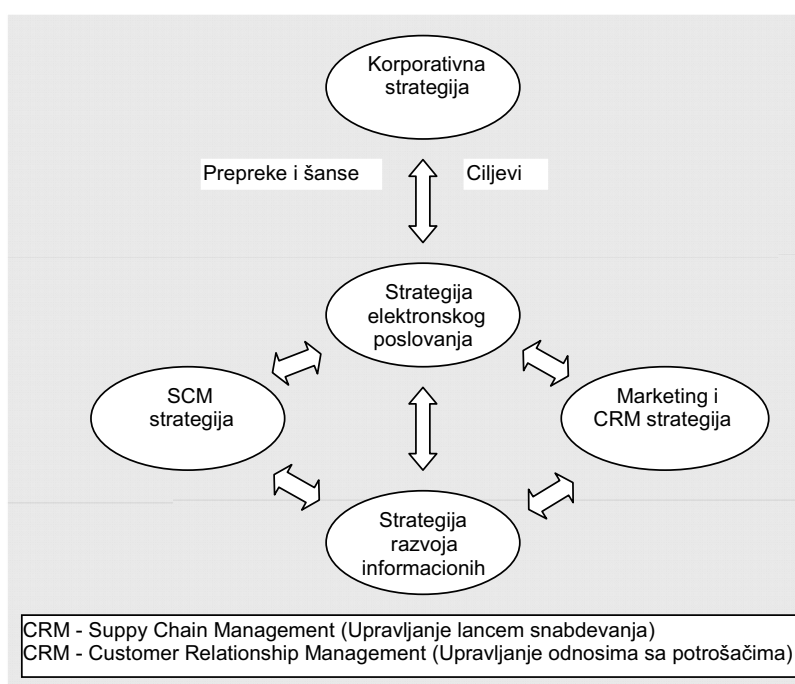 Korporativna
strategija
Prepreke i šanse
Ciljevi
Strategija
elektronskog
poslovanja
SCM
strategija
Marketing i
CRM strategija
Strategija
razvoja
informacionih
CRM - Suppy Chain Management (Upravljanje lancem snabdevanja)
CRM - Customer Relationship Management (Upravljanje odnosima sa potrošačima)